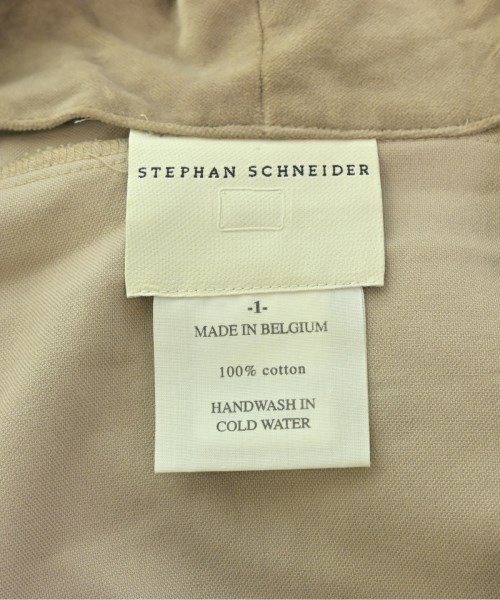 STEPHAN SCHNEIDER
-1-
MADE IN BELGIUM
100% cotton
HANDWASH IN
COLD WATER